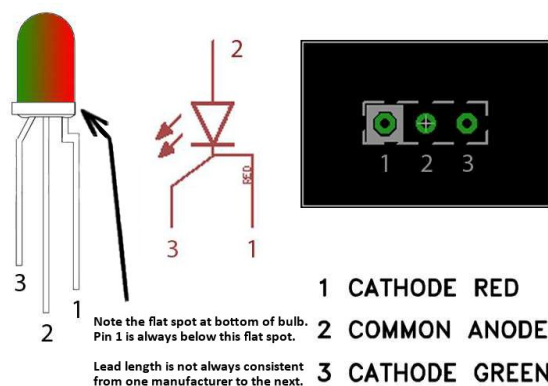 2
1 2 3
RED
3 1
3
1
2
Note the flat spot at bottom of bulb.
Pin 1 is always below this flat spot.
Lead length is not always consistent
from one manufacturer to the next.
1 CATHODE RED
2 COMMON ANODE
3 CATHODE GREEN